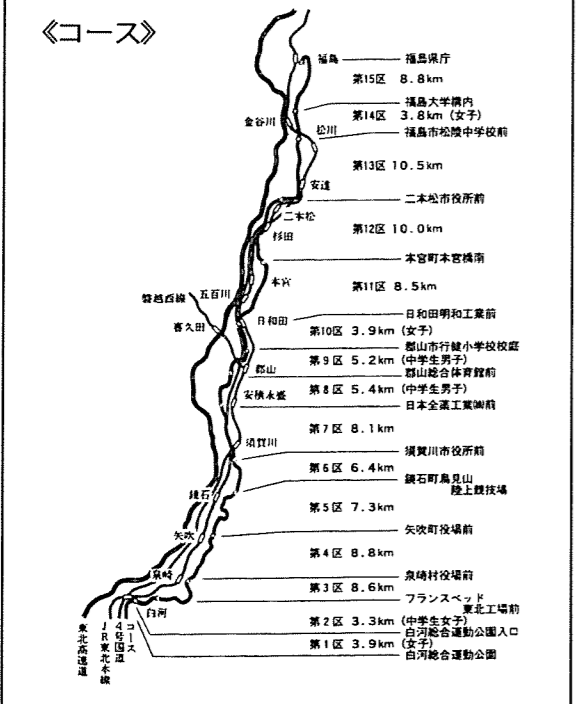 《コース》
福島
福島県庁
第15区 8.8km
福島大学構内
第14区 3.8km（女子）
金谷川
松川
福島市松陵中学校前
第13区 10.5km
安達
二本松市役所前
二本松
杉田
第12区 10.0km
本宮町本宮橋南
本宮
第11区 8.5km
五百川
磐越西線
喜久田
日和田
日和田明和工業前
第10区 3.9km（女子）
郡山市行健小学校校庭
第9区 5.2km（中学生男子）
郡山
郡山総合体育館前
第8区 5.4km（中学生男子）
安積永盛
日本全薬工業㈱前
第7区 8.1km
須賀川
須賀川市役所前
第6区 6.4km
鏡石町鳥見山
陸上競技場
鏡石
第5区 7.3km
矢吹
矢吹町役場前
第4区 8.8km
泉崎
泉崎村役場前
第3区 8.6km
フランスベッド
東北工場前
白河
第2区 3.3km（中学生女子）
白河総合運動公園入口
第1区 3.9km（女子）
白河総合運動公園
コース
4号国道
JR東北本線
東北高速道